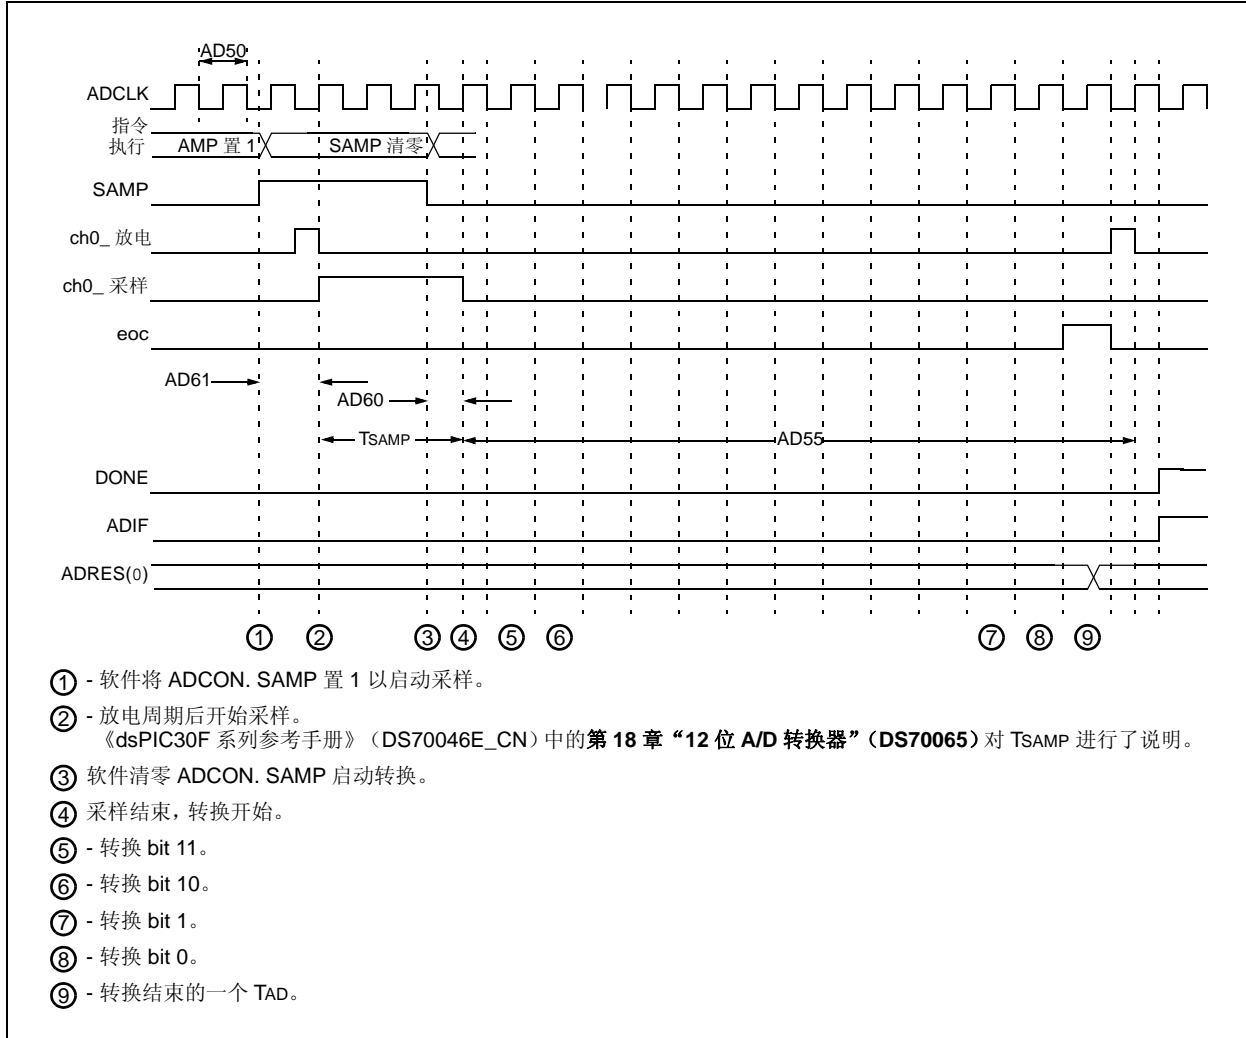 AD50
ADCLK
指令
执行
AMP 置 1
SAMP 清零
SAMP
ch0_ 放电
ch0_ 采样
eoc
AD61
AD60
TSAMP
AD55
DONE
ADIF
ADRES(0)
1 2 3 4 5 6 7 8 9
1 - 软件将 ADCON. SAMP 置 1 以启动采样。
2 - 放电周期后开始采样。
《dsPIC30F 系列参考手册》（DS70046E_CN）中的第 18 章“12 位 A/D 转换器”（DS70065）对 TSAMP 进行了说明。
3 软件清零 ADCON. SAMP 启动转换。
4 采样结束，转换开始。
5 - 转换 bit 11。
6 - 转换 bit 10。
7 - 转换 bit 1。
8 - 转换 bit 0。
9 - 转换结束的一个 TAD。